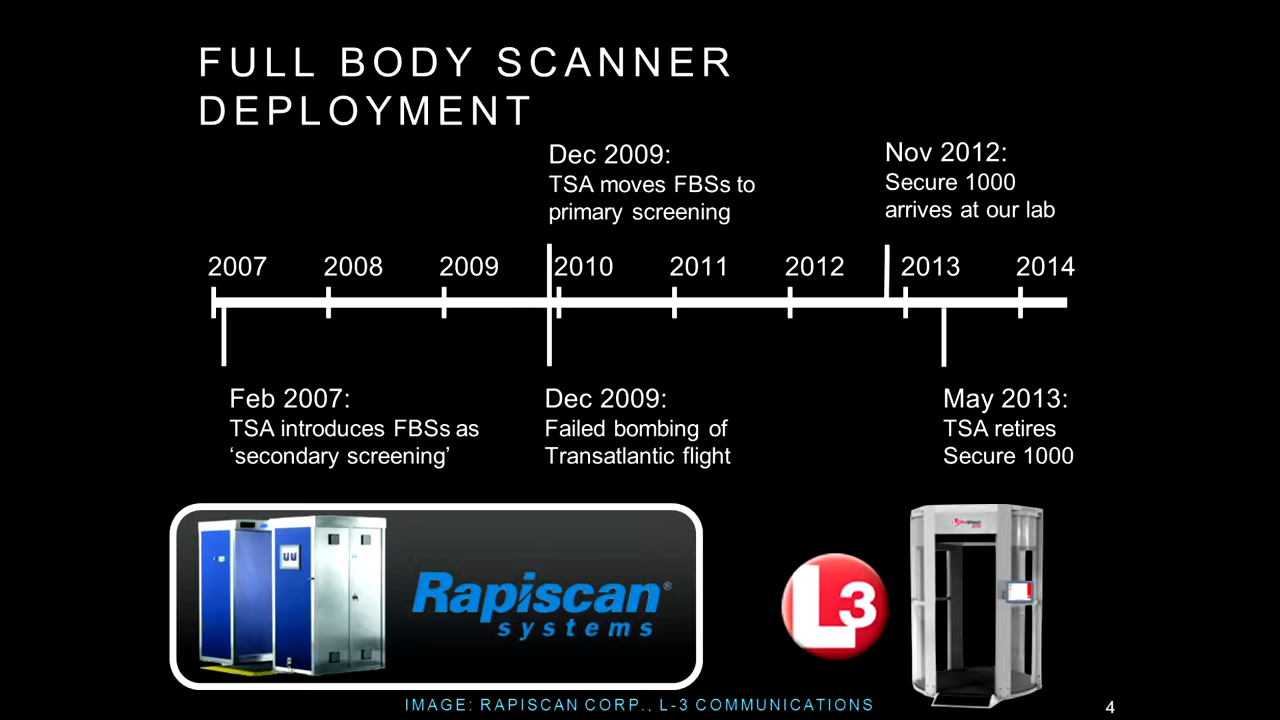 FULL BODY SCANNER
DEPLOYMENT
Dec 2009:
TSA moves FBSs to
primary screening
Nov 2012:
Secure 1000
arrives at our lab
2007 2008 2009 2010 2011 2012 2013 2014
Feb 2007:
TSA introduces FBSs as
‘secondary screening’
Dec 2009:
Failed bombing of
Transatlantic flight
May 2013:
TSA retires
Secure 1000
Rapiscan®
systems
L3
IMAGE: RAPISCAN CORP., L-3 COMMUNICATIONS
4